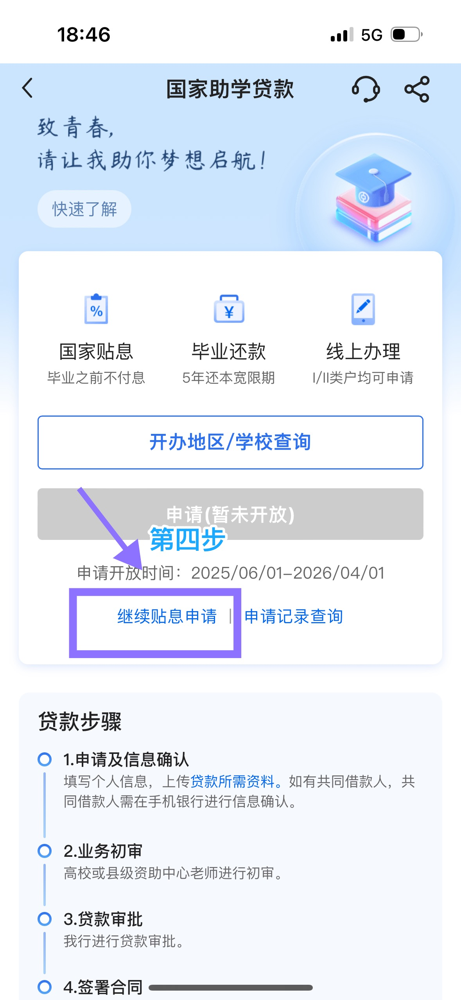 18:46
5G
国家助学贷款
致青春,
请让我助你梦想启航!
快速了解
%
¥
国家贴息
毕业还款
线上办理
毕业之前不付息
5年还本宽限期
I/II类户均可申请
开办地区/学校查询
申请(暂未开放)
第四步
申请开放时间：2025/06/01-2026/04/01
继续贴息申请 | 申请记录查询
贷款步骤
1.申请及信息确认
填写个人信息，上传贷款所需资料。如有共同借款人，共
同借款人需在手机银行进行信息确认。
2.业务初审
高校或县级资助中心老师进行初审。
3.贷款审批
我行进行贷款审批。
4.签署合同